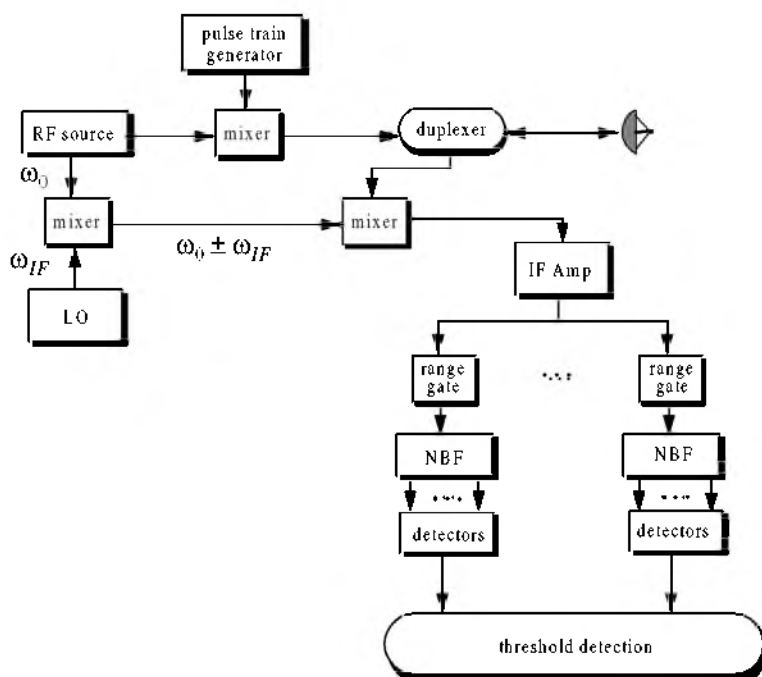 pulse train
generator
RF source
mixer
duplexer
ω0
mixer
mixer
ωIF
ω0 ± ωIF
LO
IF Amp
range
gate
....
range
gate
NBF
NBF
....
....
detectors
detectors
threshold detection